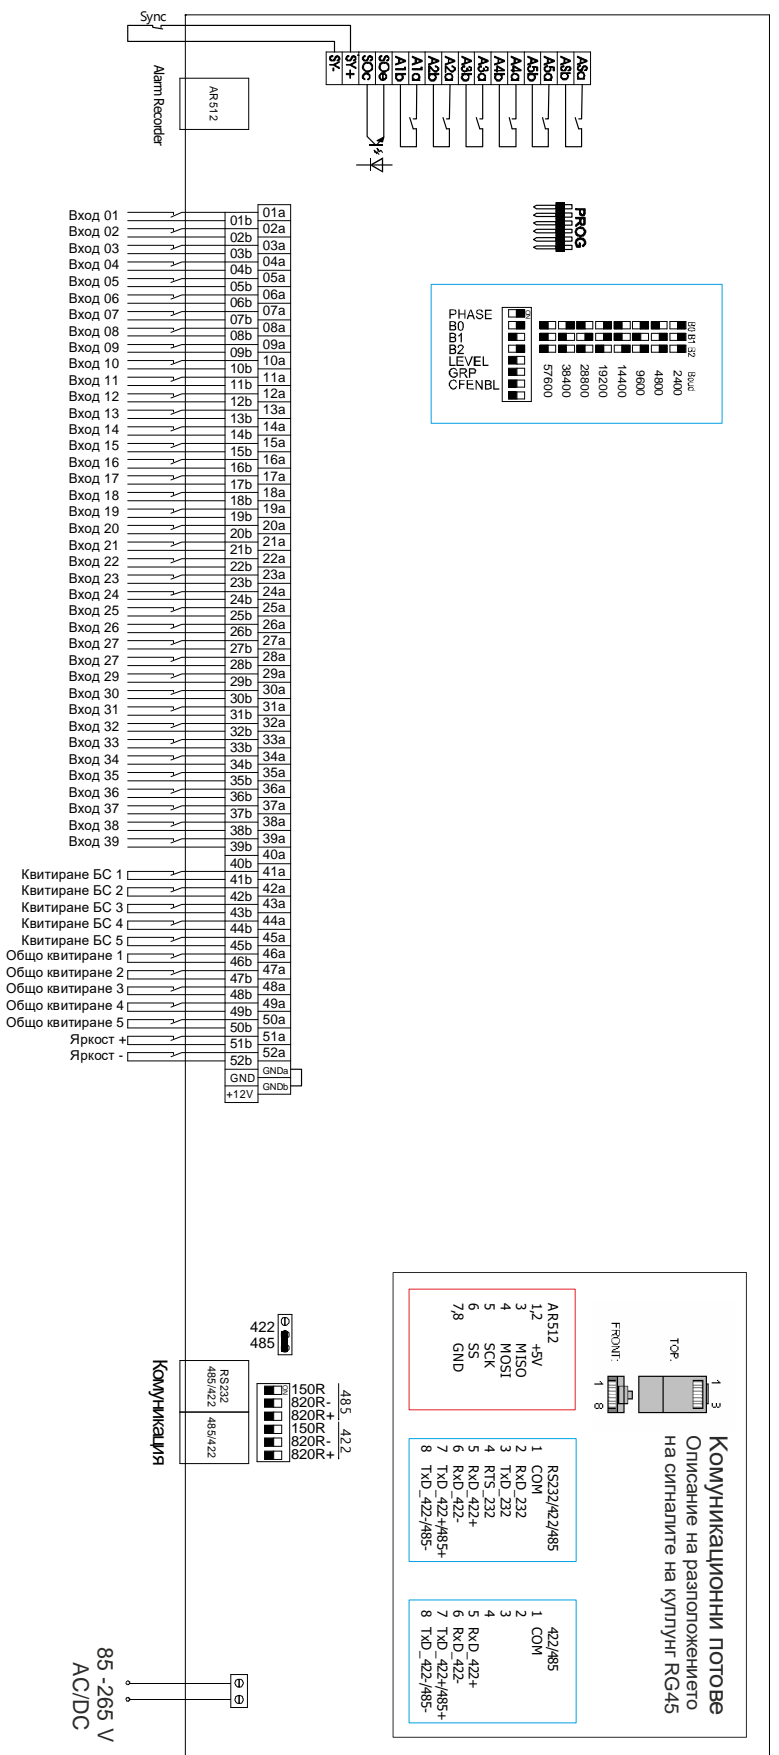 Sync
SY-
SY+
SOc
SOe
A1b
A1a
A2b
A2a
A3b
A3a
A4b
A4a
A5b
A5a
ASb
ASa
Alarm Recorder
AR512
PROG
PHASE
B0
B1
B2
LEVEL
GRP
CFENBL
ON
B0 B1 B2
Boud
2400
4800
9600
14400
19200
28800
38400
57600
Вход 01 01b 01a
Вход 02 02b 02a
Вход 03 03b 03a
Вход 04 04b 04a
Вход 05 05b 05a
Вход 06 06b 06a
Вход 07 07b 07a
Вход 08 08b 08a
Вход 09 09b 09a
Вход 10 10b 10a
Вход 11 11b 11a
Вход 12 12b 12a
Вход 13 13b 13a
Вход 14 14b 14a
Вход 15 15b 15a
Вход 16 16b 16a
Вход 17 17b 17a
Вход 18 18b 18a
Вход 19 19b 19a
Вход 20 20b 20a
Вход 21 21b 21a
Вход 22 22b 22a
Вход 23 23b 23a
Вход 24 24b 24a
Вход 25 25b 25a
Вход 26 26b 26a
Вход 27 27b 27a
Вход 27 28b 28a
Вход 29 29b 29a
Вход 30 30b 30a
Вход 31 31b 31a
Вход 32 32b 32a
Вход 33 33b 33a
Вход 34 34b 34a
Вход 35 35b 35a
Вход 36 36b 36a
Вход 37 37b 37a
Вход 38 38b 38a
Вход 39 39b 39a
40b 40a
Квитиране БС 1 41b 41a
Квитиране БС 2 42b 42a
Квитиране БС 3 43b 43a
Квитиране БС 4 44b 44a
Квитиране БС 5 45b 45a
Общо квитиране 1 46b 46a
Общо квитиране 2 47b 47a
Общо квитиране 3 48b 48a
Общо квитиране 4 49b 49a
Общо квитиране 5 50b 50a
Яркост + 51b 51a
Яркост - 52b 52a
GND GNDa
+12V GNDb
Комуникационни потове
Описание на разположението
на сигналите на куплунг RG45
TOP:
1 3
FRONT:
1 8
AR512
1,2 +5V
3 MISO
4 MOSI
5 SCK
6 SS
7,8 GND
RS232/422/485
1 COM
2 RxD_232
3 TxD_232
4 RTS_232
5 RxD_422+
6 RxD_422-
7 TxD_422+/485+
8 TxD_422-/485-
422/485
1 COM
2
3
4
5 RxD_422+
6 RxD_422-
7 TxD_422+/485+
8 TxD_422-/485-
422
485
ON
150R
820R-
820R+
150R
820R-
820R+
485
422
RS232
485/422
485/422
Комуникация
85 -265 V
AC/DC